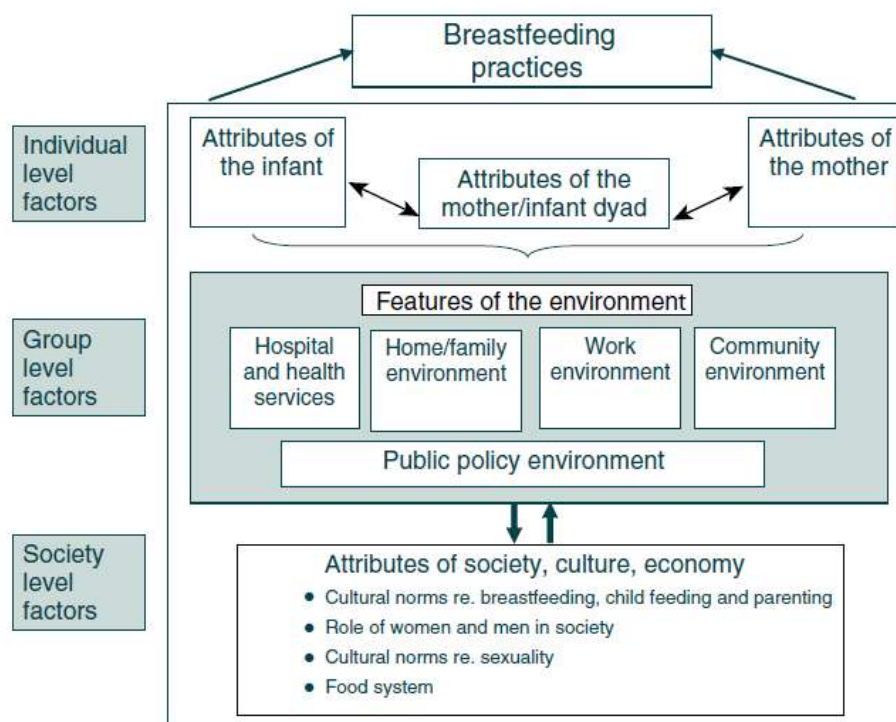 Breastfeeding
practices
Individual
level
factors
Attributes of
the infant
Attributes of the
mother/infant dyad
Attributes of
the mother
Group
level
factors
Features of the environment
Hospital
and health
services
Home/family
environment
Work
environment
Community
environment
Public policy environment
Society
level
factors
Attributes of society, culture, economy
• Cultural norms re. breastfeeding, child feeding and parenting
• Role of women and men in society
• Cultural norms re. sexuality
• Food system